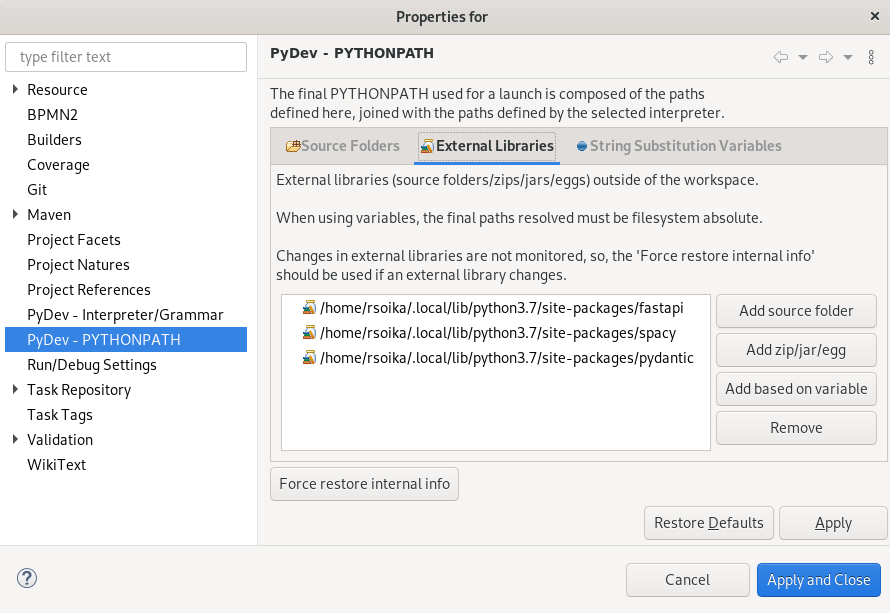 Properties for
type filter text
Resource
BPMN2
Builders
Coverage
Git
Maven
Project Facets
Project Natures
Project References
PyDev - Interpreter/Grammar
PyDev - PYTHONPATH
Run/Debug Settings
Task Repository
Task Tags
Validation
WikiText
PyDev - PYTHONPATH
The final PYTHONPATH used for a launch is composed of the paths
defined here, joined with the paths defined by the selected interpreter.
Source Folders
External Libraries
String Substitution Variables
External libraries (source folders/zips/jars/eggs) outside of the workspace.
When using variables, the final paths resolved must be filesystem absolute.
Changes in external libraries are not monitored, so, the 'Force restore internal info'
should be used if an external library changes.
/home/rsoika/.local/lib/python3.7/site-packages/fastapi
/home/rsoika/.local/lib/python3.7/site-packages/spacy
/home/rsoika/.local/lib/python3.7/site-packages/pydantic
Add source folder
Add zip/jar/egg
Add based on variable
Remove
Force restore internal info
Restore Defaults
Apply
Cancel
Apply and Close